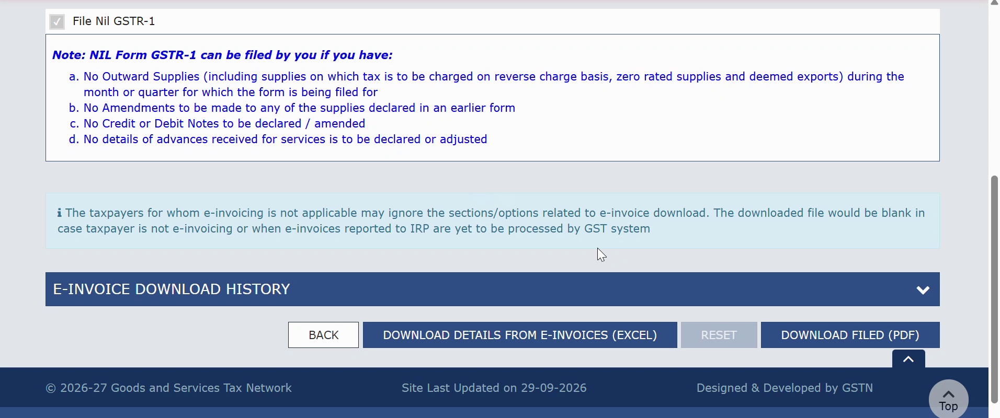 File Nil GSTR-1
Note: NIL Form GSTR-1 can be filed by you if you have:
a. No Outward Supplies (including supplies on which tax is to be charged on reverse charge basis, zero rated supplies and deemed exports) during the
month or quarter for which the form is being filed for
b. No Amendments to be made to any of the supplies declared in an earlier form
c. No Credit or Debit Notes to be declared / amended
d. No details of advances received for services is to be declared or adjusted
The taxpayers for whom e-invoicing is not applicable may ignore the sections/options related to e-invoice download. The downloaded file would be blank in
case taxpayer is not e-invoicing or when e-invoices reported to IRP are yet to be processed by GST system
E-INVOICE DOWNLOAD HISTORY
BACK DOWNLOAD DETAILS FROM E-INVOICES (EXCEL) RESET DOWNLOAD FILED (PDF)
© 2026-27 Goods and Services Tax Network Site Last Updated on 29-09-2026 Designed & Developed by GSTN
Top